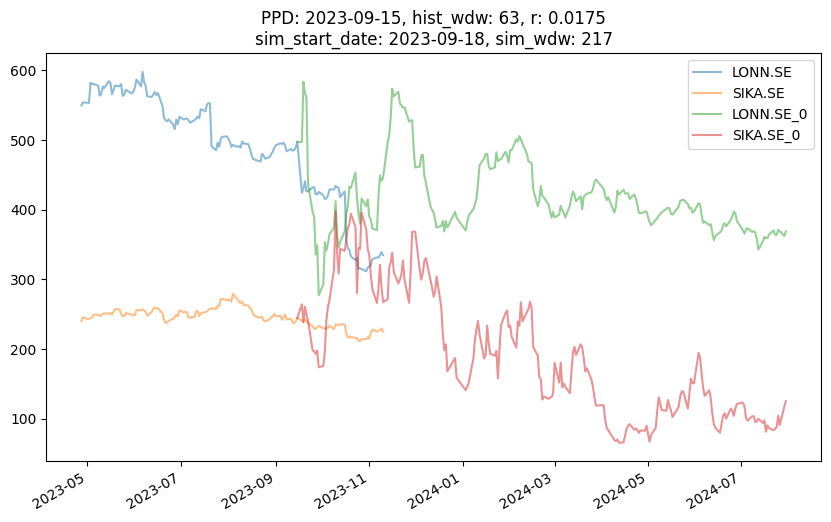 PPD: 2023-09-15, hist_wdw: 63, r: 0.0175
sim_start_date: 2023-09-18, sim_wdw: 217
600
500
400
300
200
100
LONN.SE
SIKA.SE
LONN.SE_0
SIKA.SE_0
2023-05
2023-07
2023-09
2023-11
2024-01
2024-03
2024-05
2024-07